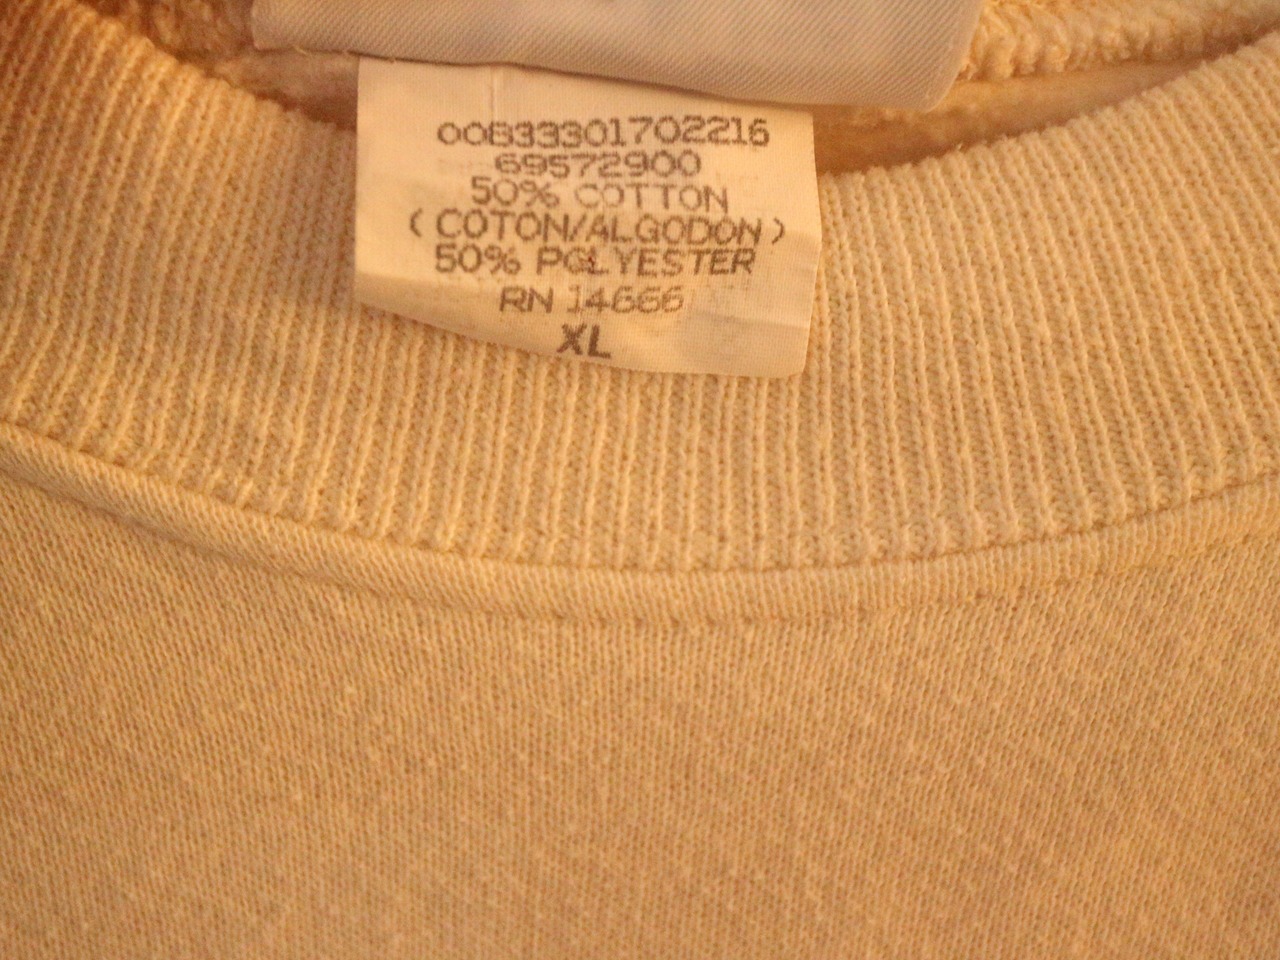 00833301702216
69572900
50% COTTON
(COTON/ALGODON)
50% POLYESTER
RN 14666
XL